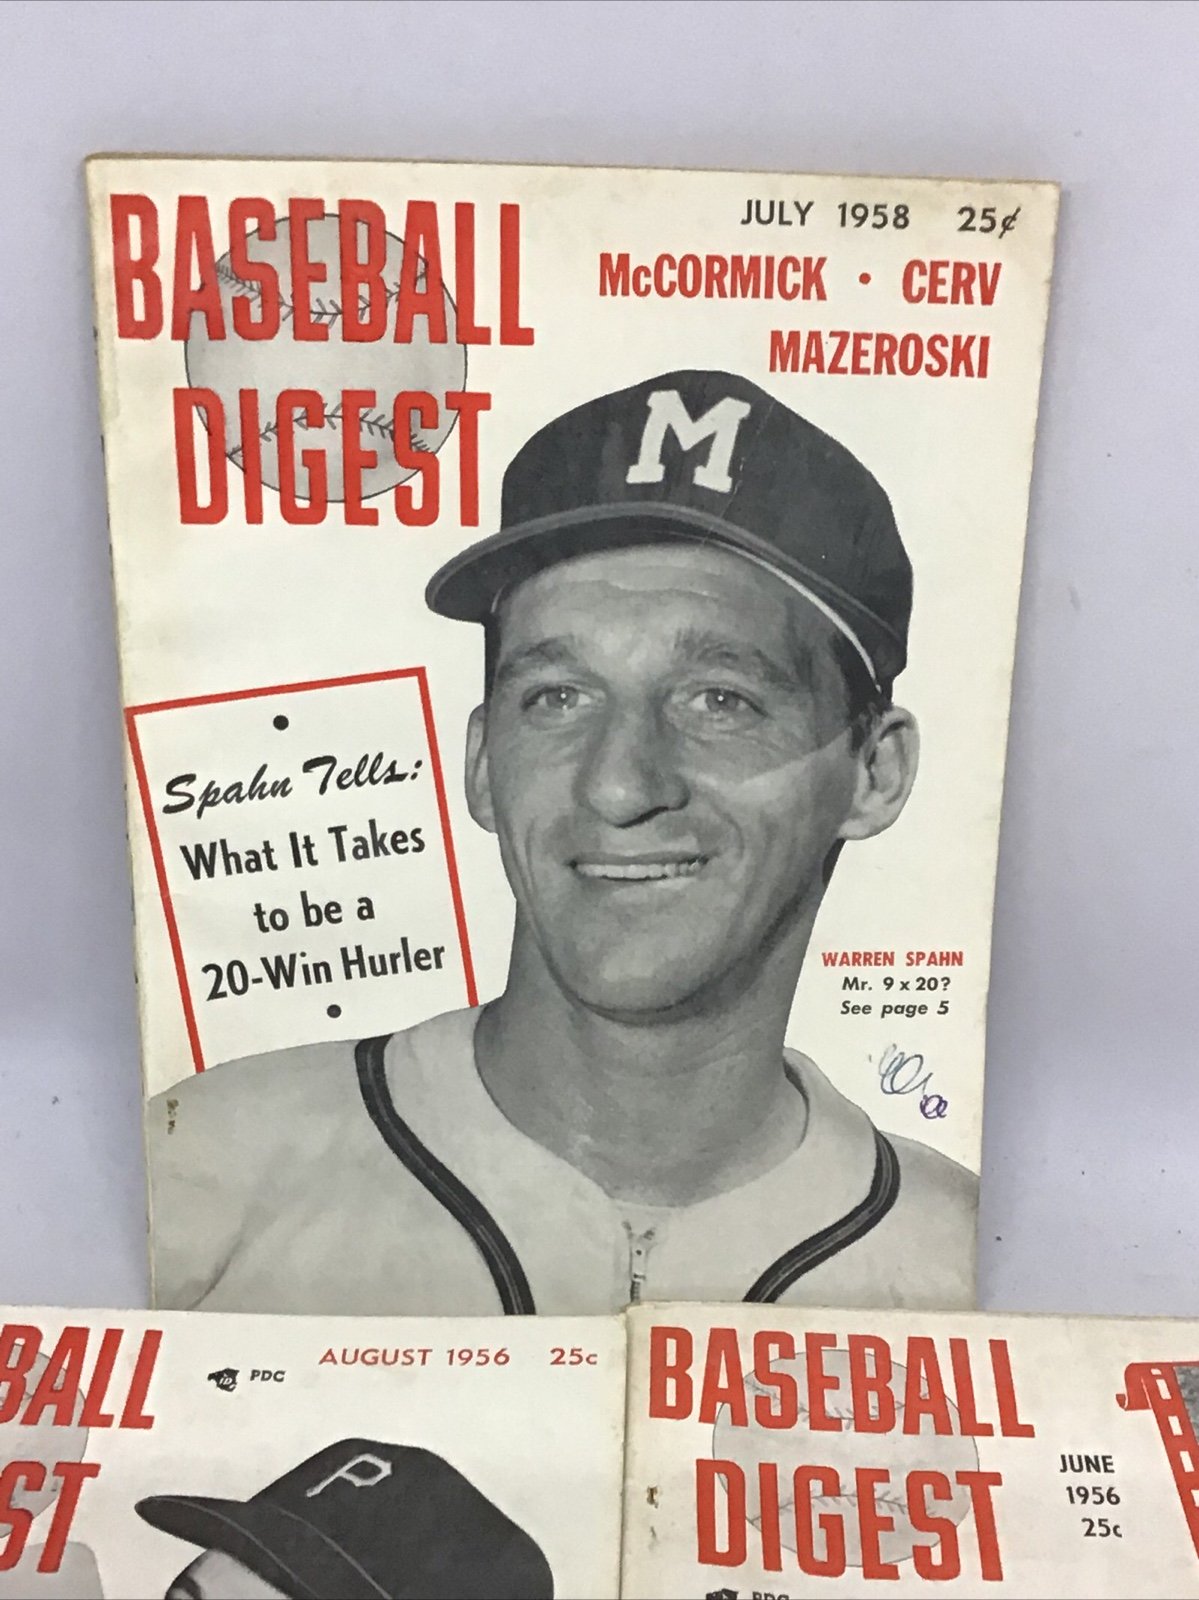 BASEBALL
DIGEST
JULY 1958 25¢
McCORMICK • CERV
MAZEROSKI
M
Spahn Tells:
What It Takes
to be a
20-Win Hurler
WARREN SPAHN
Mr. 9 x 20?
See page 5
BALL
ST
PDC
AUGUST 1956 25c
P
BASEBALL
DIGEST
JUNE
1956
25c
PDC